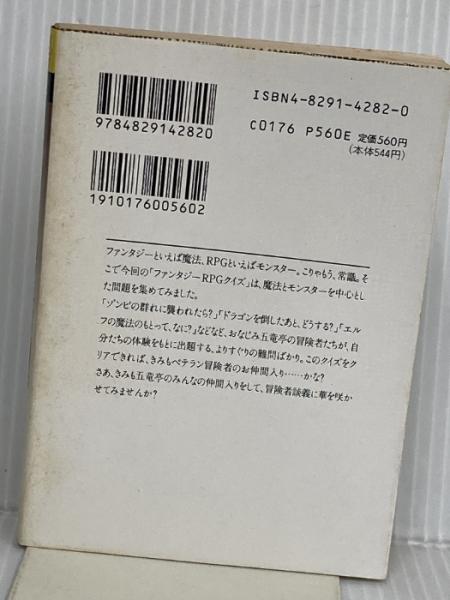 ISBN4-8291-4282-0
9784829142820
C0176 P560E 定価560円
(本体544円)
1910176005602
ファンタジーといえば魔法、RPGといえばモンスター。こりゃもう、常識。そ
こで今回の「ファンタジーRPGクイズ」は、魔法とモンスターを中心とし
た問題を集めてみました。
「ゾンビの群れに襲われたら?」「ドラゴンを倒したあと、どうする?」「エル
フの魔法のもとって、なに?」などなど、おなじみ五竜亭の冒険者たちが、自
分たちの体験をもとに出題する、よりすぐりの難問ばかり。このクイズをク
リアできれば、きみもベテラン冒険者のお仲間入り……かな?
さあ、きみも五竜亭のみんなの仲間入りをして、冒険者談義に華を咲か
せてみませんか?